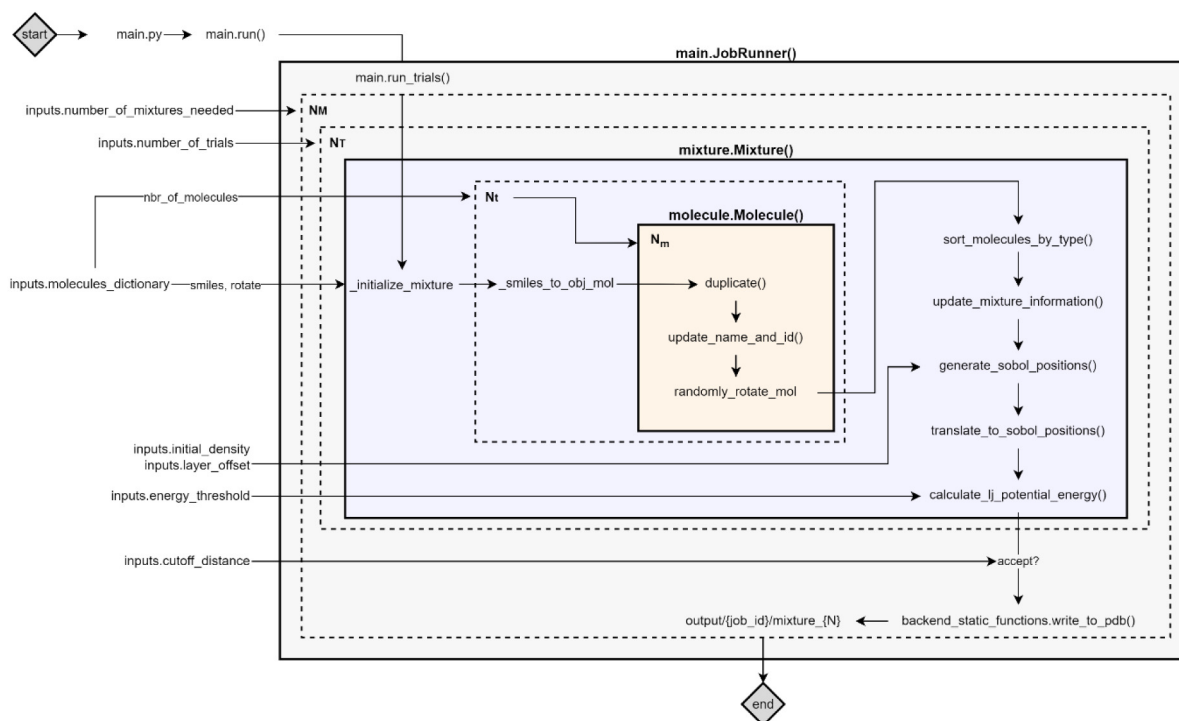 start
main.py
main.run()
main.JobRunner()
main.run_trials()
inputs.number_of_mixtures_needed
NM
inputs.number_of_trials
NT
mixture.Mixture()
nbr_of_molecules
Nt
molecule.Molecule()
Nm
sort_molecules_by_type()
inputs.molecules_dictionary
smiles, rotate
_initialize_mixture
_smiles_to_obj_mol
duplicate()
update_mixture_information()
update_name_and_id()
generate_sobol_positions()
randomly_rotate_mol
translate_to_sobol_positions()
inputs.initial_density
inputs.layer_offset
inputs.energy_threshold
calculate_lj_potential_energy()
inputs.cutoff_distance
accept?
output/{job_id}/mixture_{N}
backend_static_functions.write_to_pdb()
end